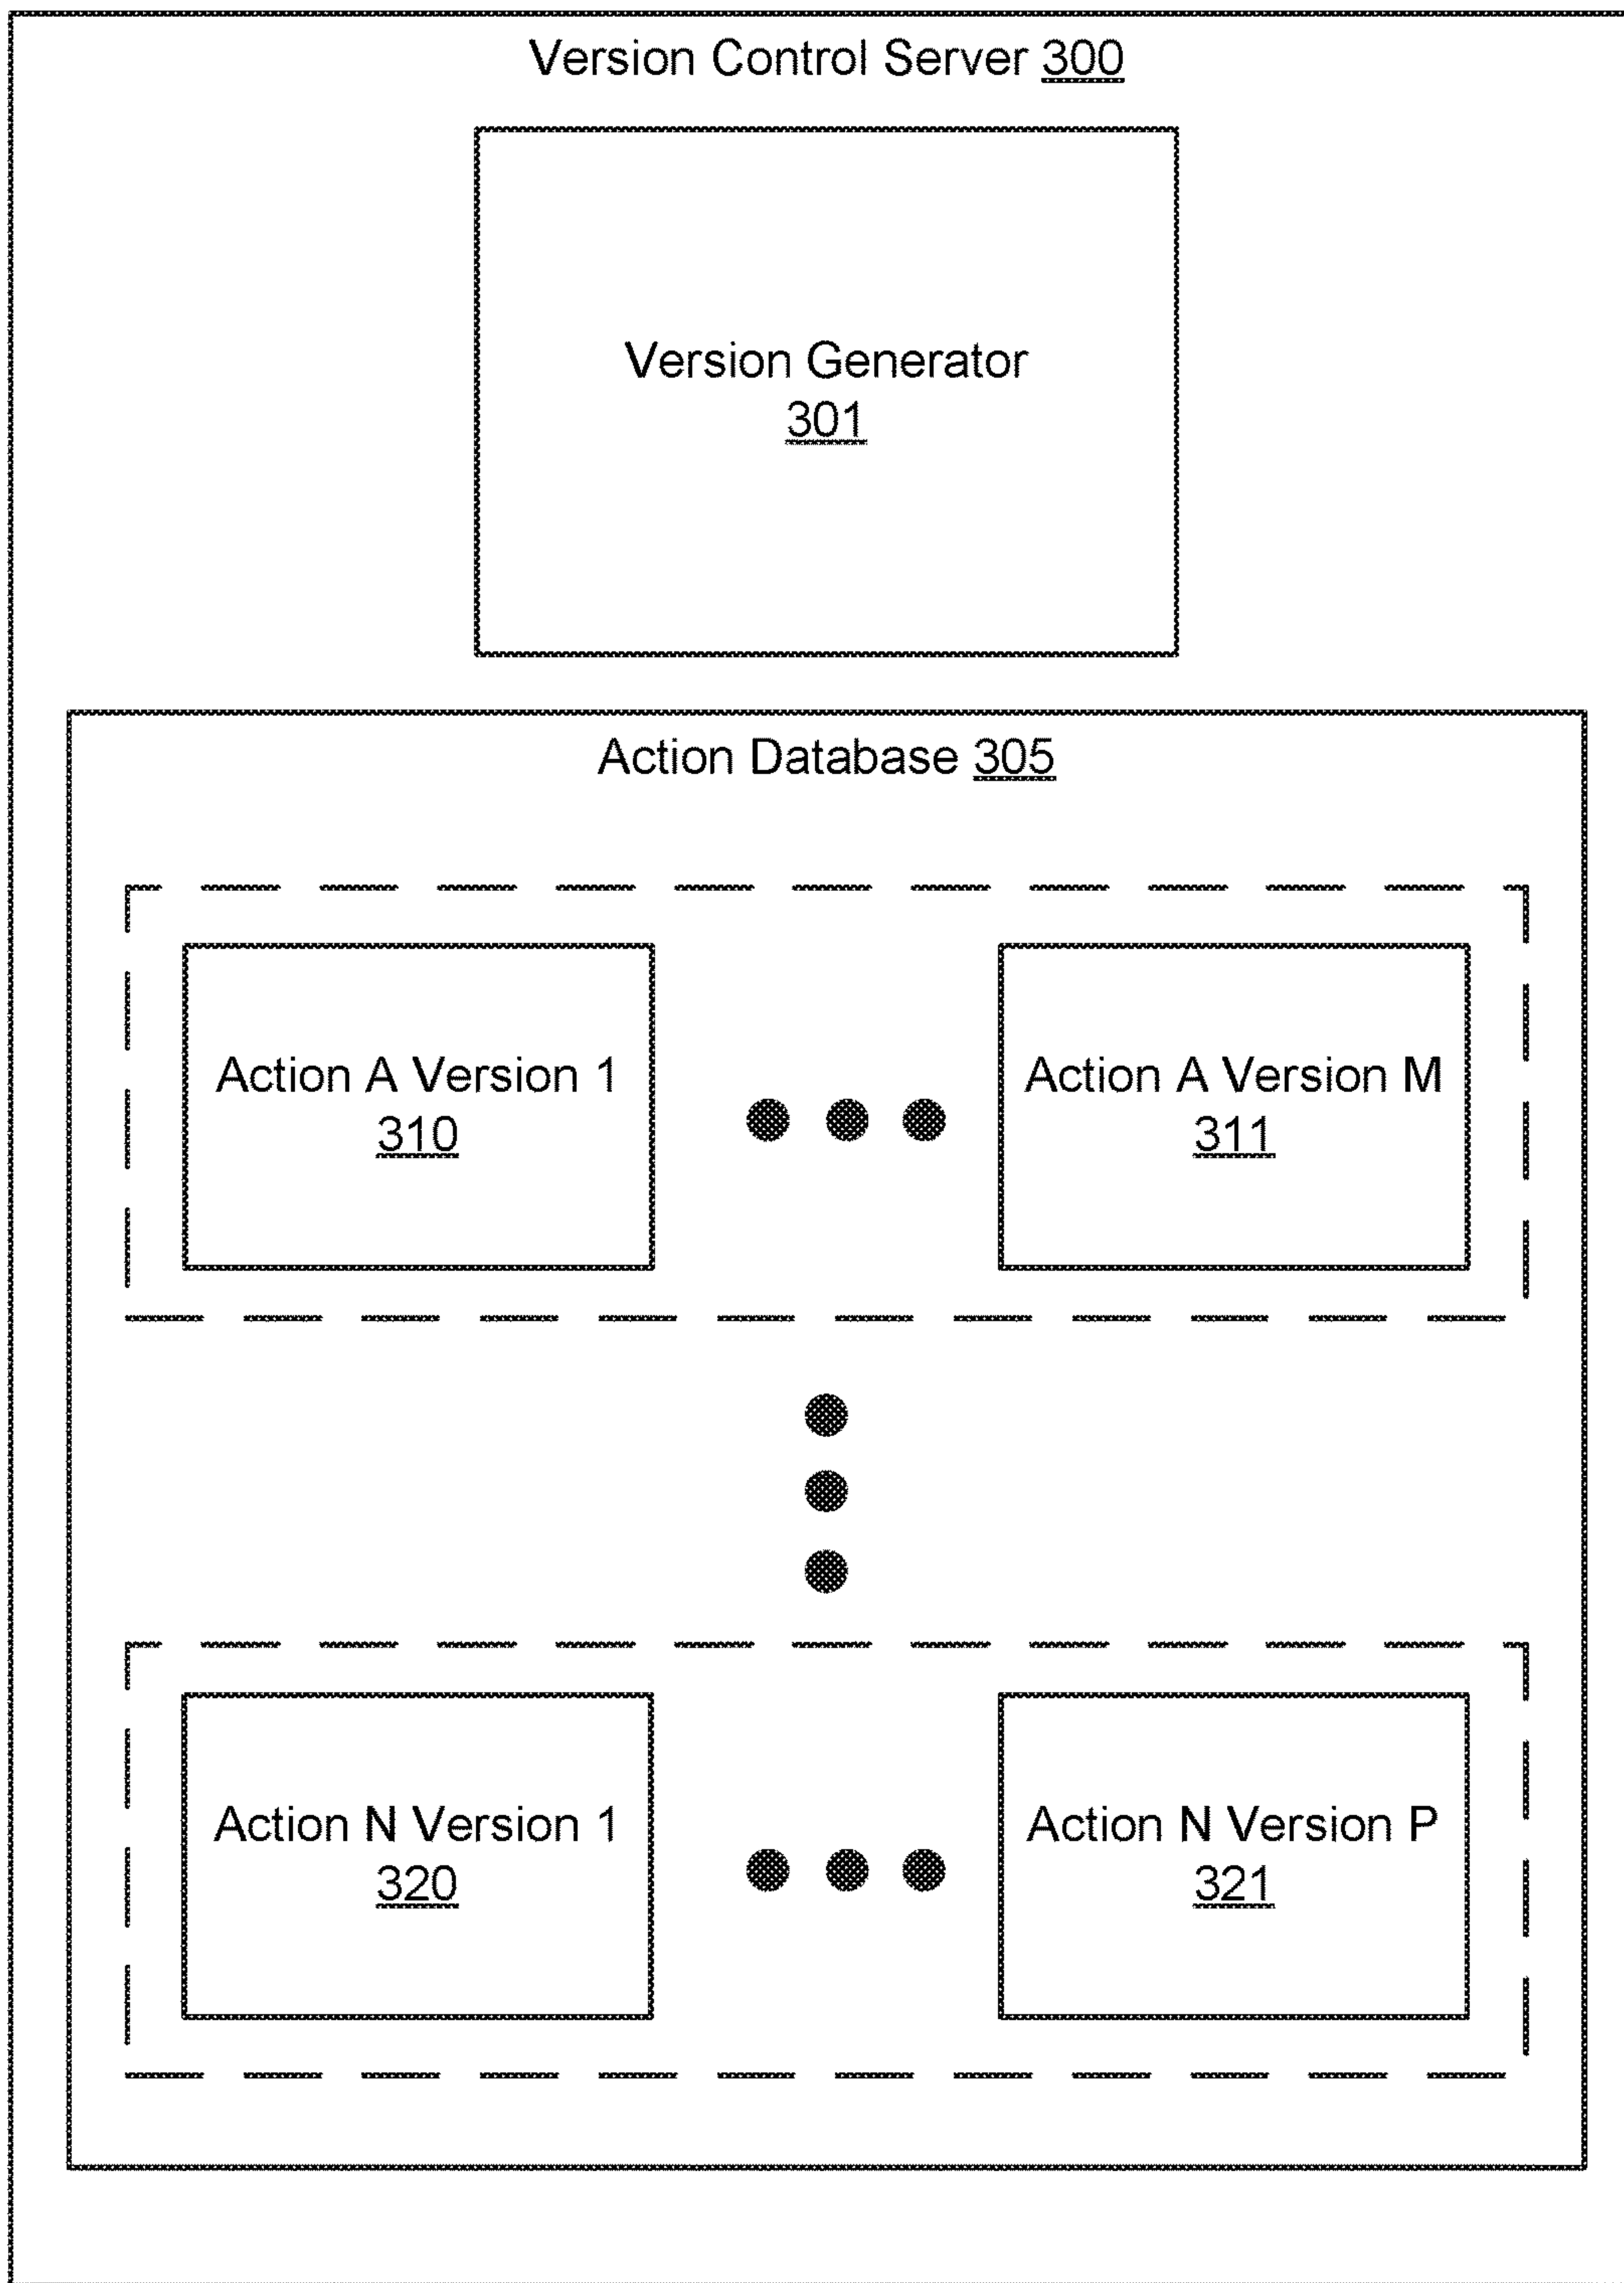 Version Control Server 300
Version Generator
301
Action Database 305
Action A Version 1
310
Action A Version M
311
Action N Version 1
320
Action N Version P
321